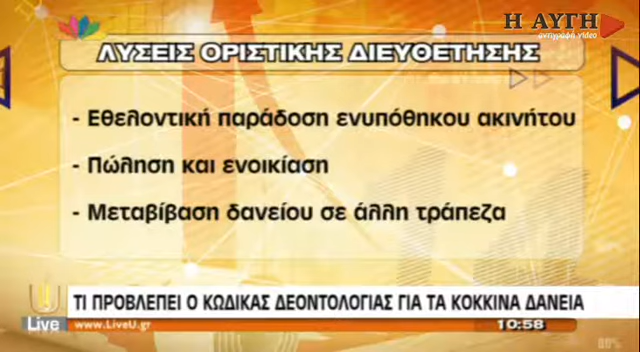 Η ΑΥΓΗ
αντιγραφή video
ΛΥΣΕΙΣ ΟΡΙΣΤΙΚΗΣ ΔΙΕΥΘΕΤΗΣΗΣ
- Εθελοντική παράδοση ενυπόθηκου ακινήτου
- Πώληση και ενοικίαση
- Μεταβίβαση δανείου σε άλλη τράπεζα
ΤΙ ΠΡΟΒΛΕΠΕΙ Ο ΚΩΔΙΚΑΣ ΔΕΟΝΤΟΛΟΓΙΑΣ ΓΙΑ ΤΑ ΚΟΚΚΙΝΑ ΔΑΝΕΙΑ
U
Live www.LiveU.gr 10:58